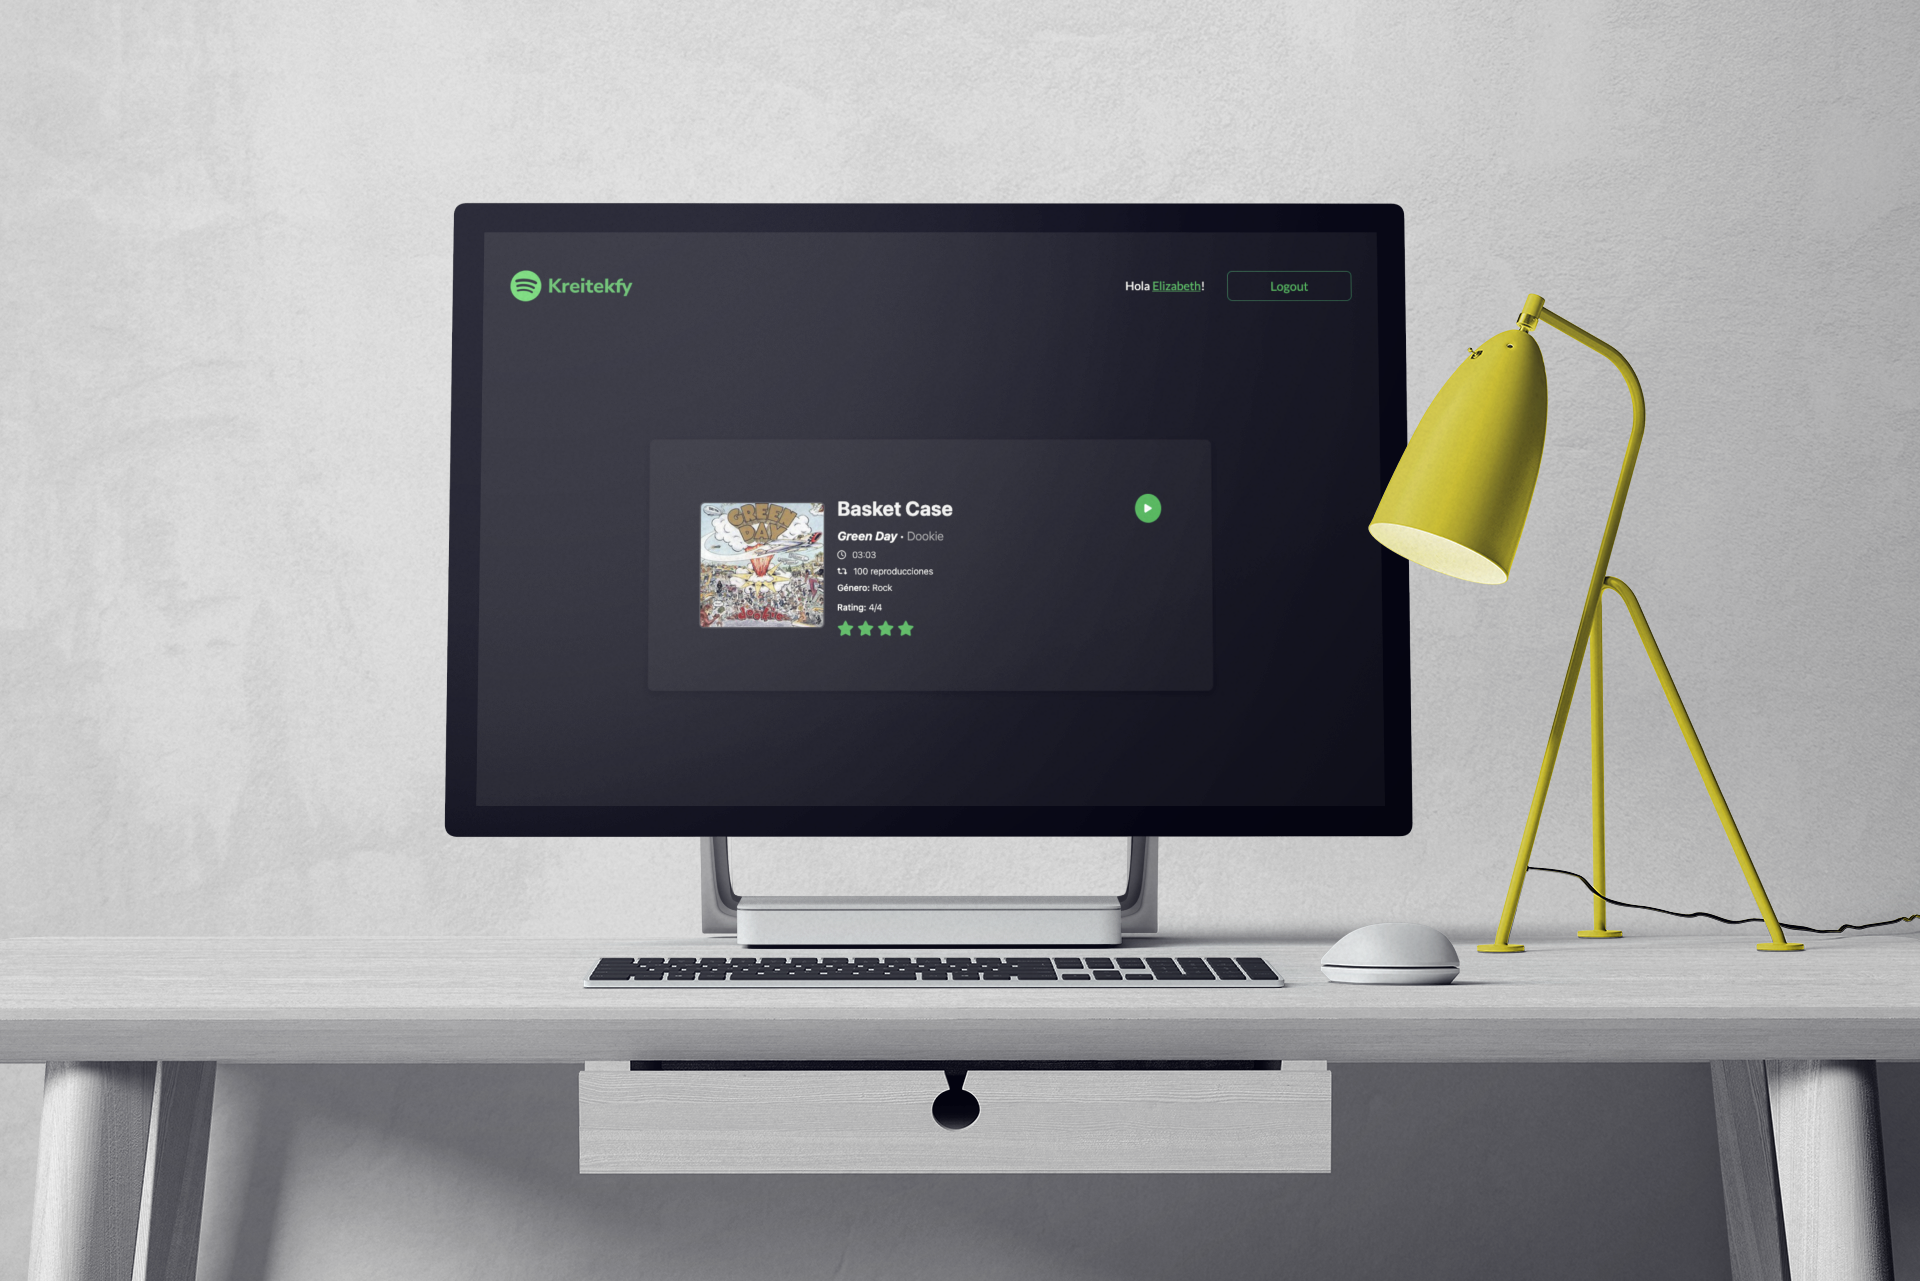 Kreitekfy
Hola Elizabeth!
Logout
GREEN
DAY
Basket Case
Green Day · Dookie
03:03
100 reproducciones
Género: Rock
Rating: 4/4